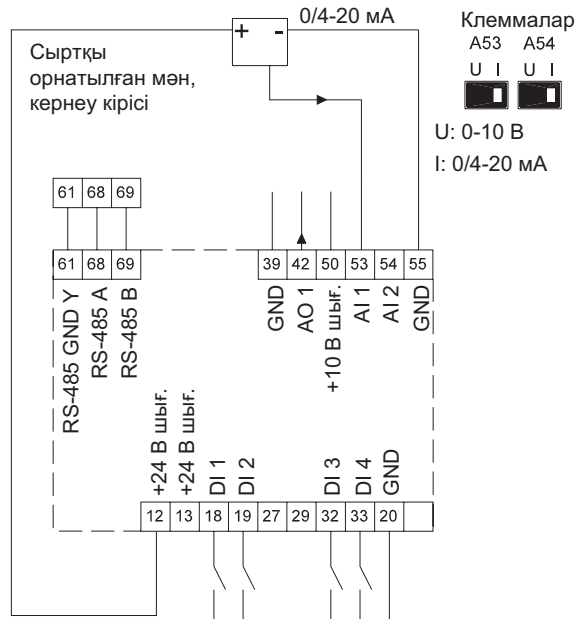 0/4-20 мА
+ -
Клеммалар
A53 A54
U I U I
U: 0-10 В
I: 0/4-20 мА
Сыртқы
орнатылған мән,
кернеу кірісі
61 68 69
61 68 69
RS-485 GND Y
RS-485 A
RS-485 B
39 42 50 53 54 55
GND
AO 1
+10 В шығ.
AI 1
AI 2
GND
+24 В шығ.
+24 В шығ.
DI 1
DI 2
DI 3
DI 4
GND
12 13 18 19 27 29 32 33 20